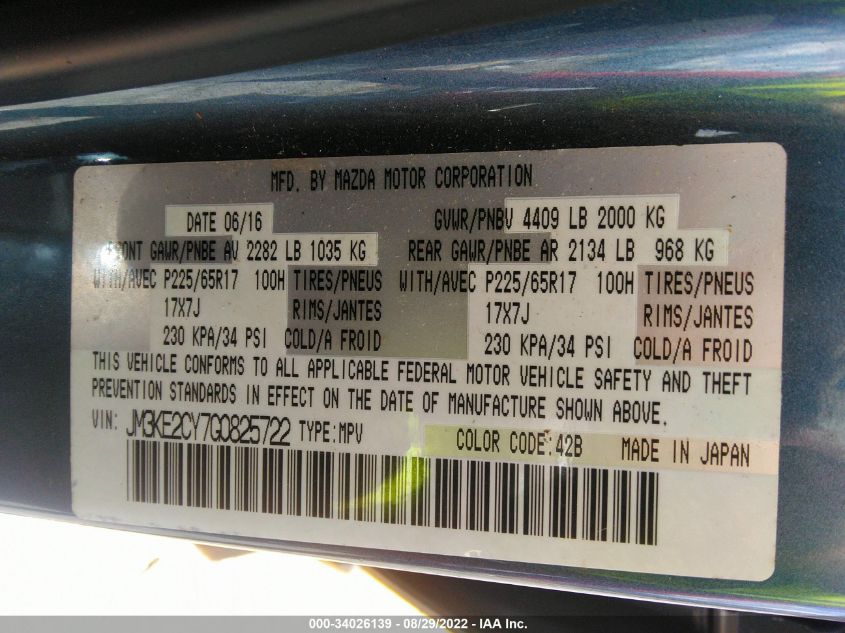 MFD. BY MAZDA MOTOR CORPORATION
DATE 06/16 GVWR/PNBV 4409 LB 2000 KG
FRONT GAWR/PNBE AV 2282 LB 1035 KG REAR GAWR/PNBE AR 2134 LB 968 KG
WITH/AVEC P225/65R17 100H TIRES/PNEUS WITH/AVEC P225/65R17 100H TIRES/PNEUS
17X7J RIMS/JANTES 17X7J RIMS/JANTES
230 KPA/34 PSI COLD/A FROID 230 KPA/34 PSI COLD/A FROID
THIS VEHICLE CONFORMS TO ALL APPLICABLE FEDERAL MOTOR VEHICLE SAFETY AND THEFT
PREVENTION STANDARDS IN EFFECT ON THE DATE OF MANUFACTURE SHOWN ABOVE.
VIN: JM3KE2CY7G0825722 TYPE:MPV COLOR CODE:42B MADE IN JAPAN
000-34026139 - 08/29/2022 - IAA Inc.